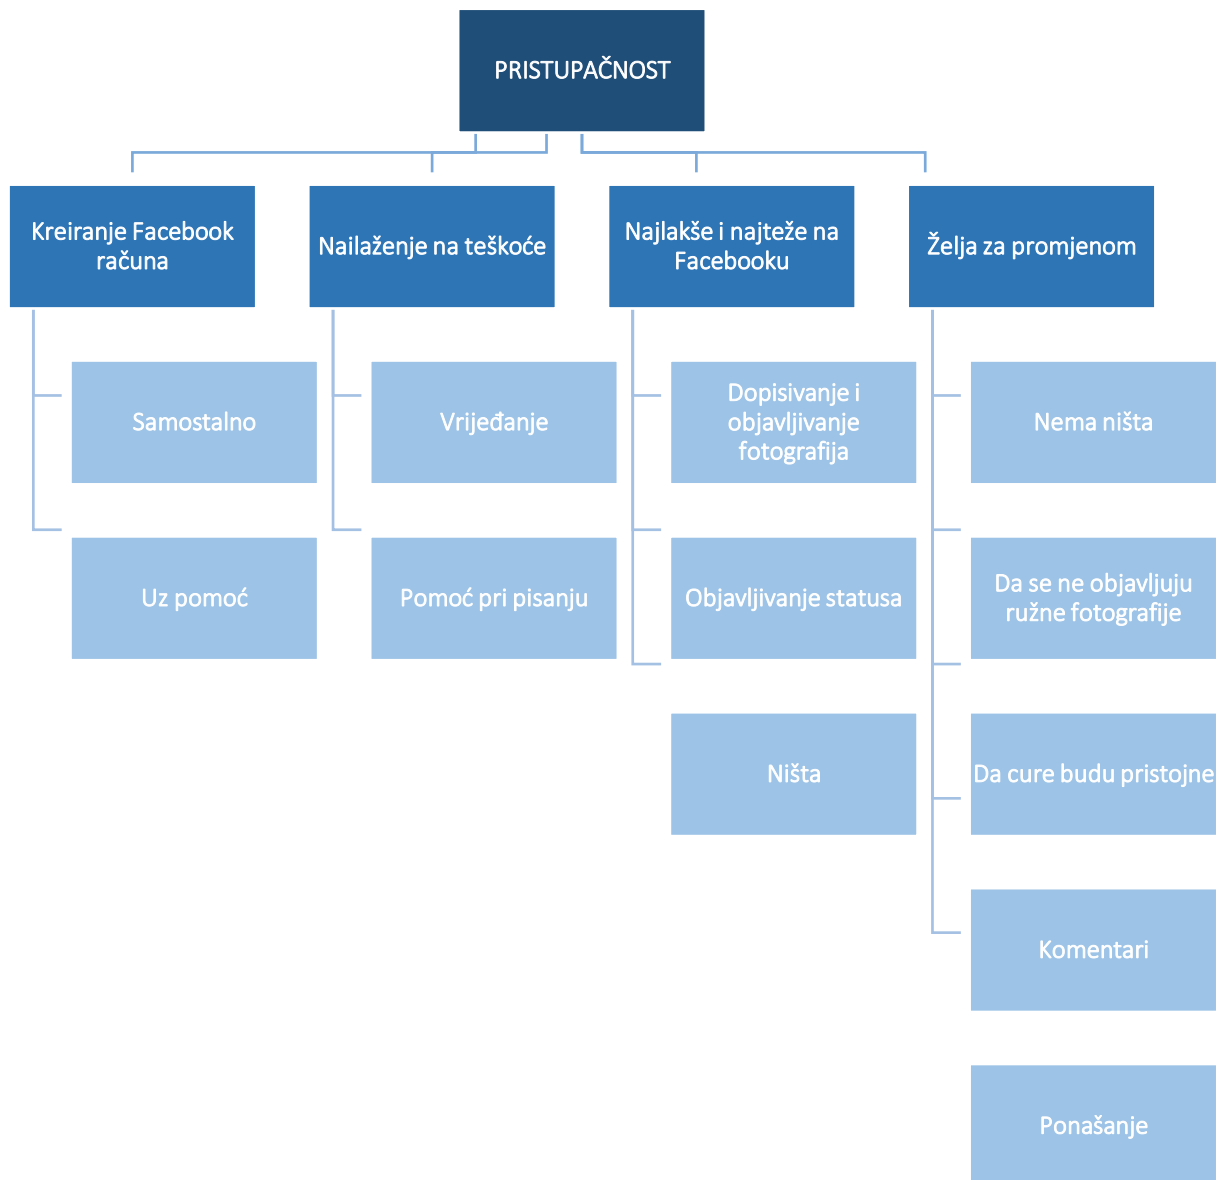 PRISTUPAČNOST
Kreiranje Facebook
računa
Nailaženje na teškoće
Najlakše i najteže na
Facebooku
Želja za promjenom
Samostalno
Uz pomoć
Vrijeđanje
Pomoć pri pisanju
Dopisivanje i
objavljivanje
fotografija
Objavljivanje statusa
Ništa
Nema ništa
Da se ne objavljuju
ružne fotografije
Da cure budu pristojne
Komentari
Ponašanje